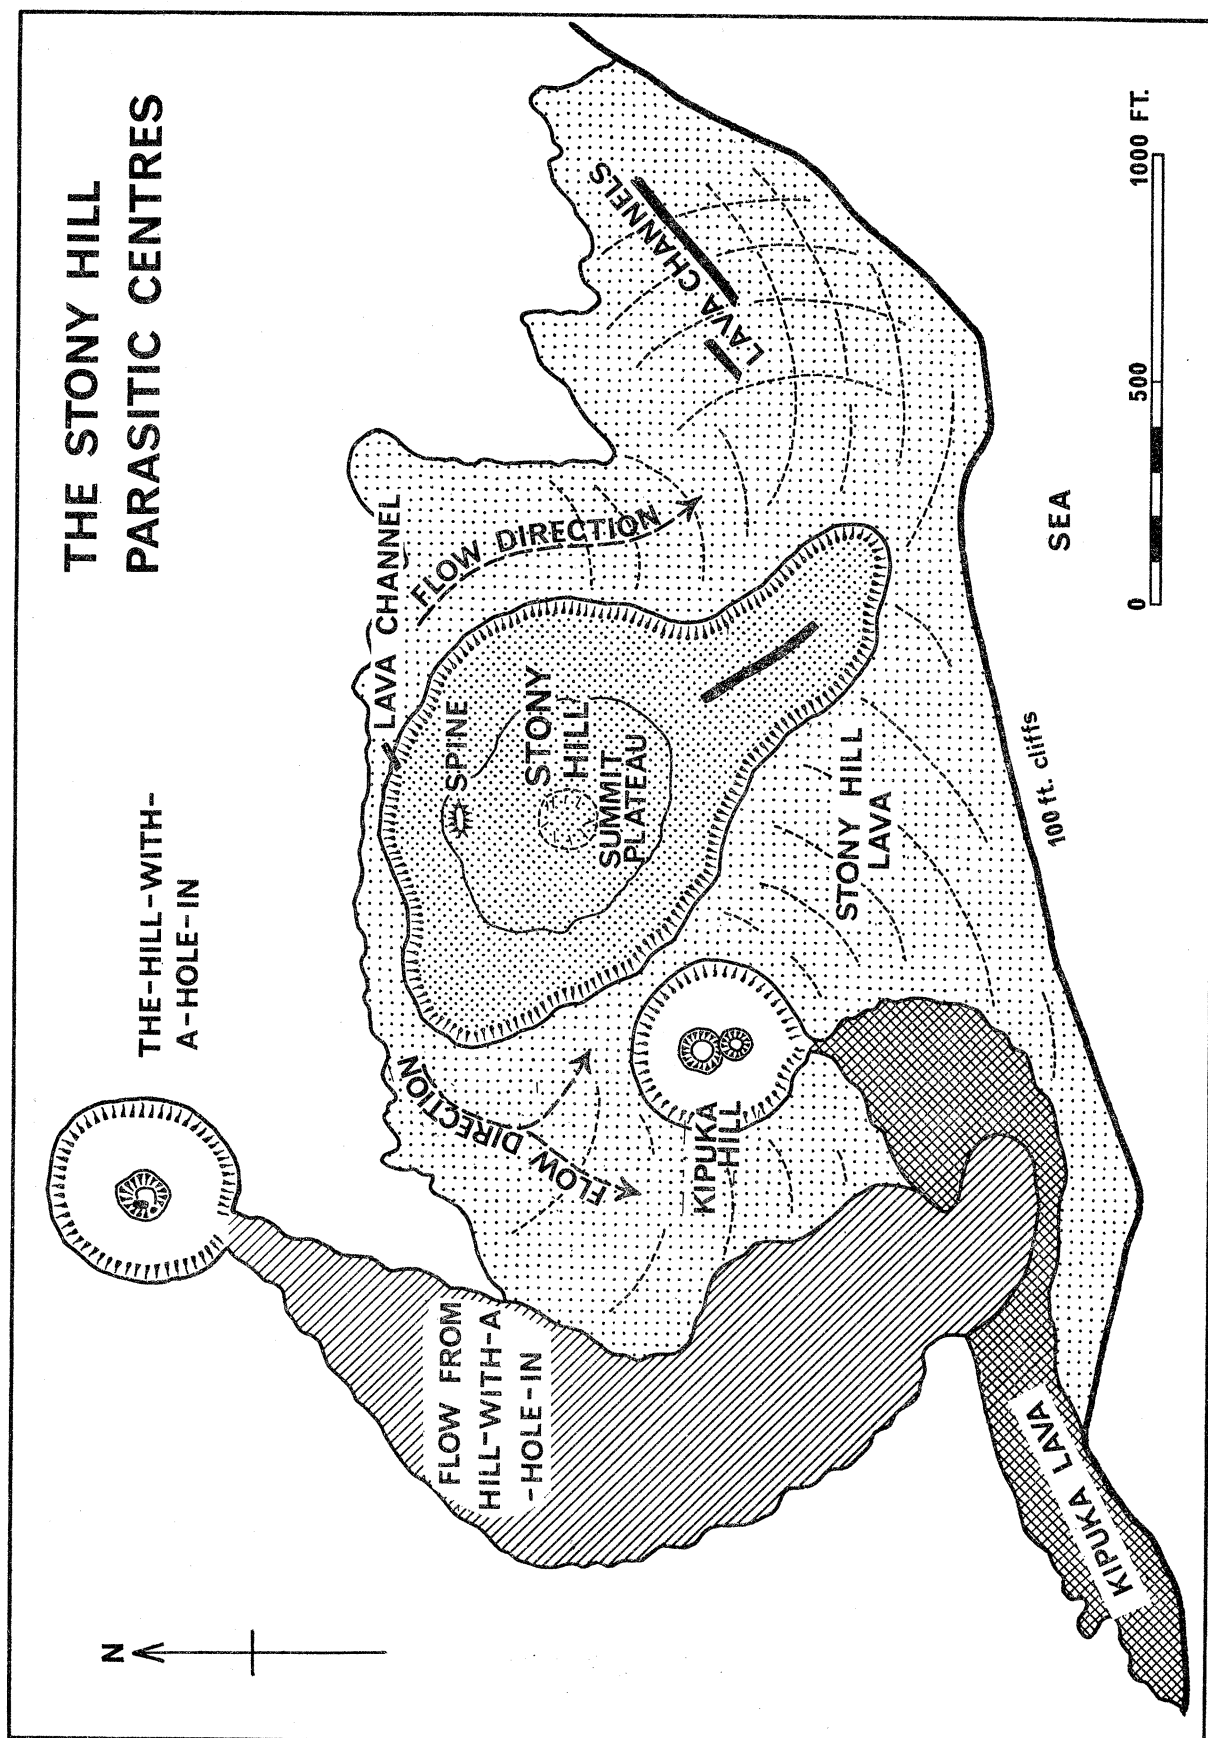 THE STONY HILL
PARASITIC CENTRES
THE-HILL-WITH-
A-HOLE-IN
N
LAVA CHANNEL
FLOW DIRECTION
SPINE
STONY
HILL
SUMMIT
PLATEAU
LAVA CHANNELS
FLOW DIRECTION
FLOW FROM
HILL-WITH-A
-HOLE-IN
KIPUKA
HILL
STONY HILL
LAVA
KIPUKA LAVA
100 ft. cliffs
SEA
0 500 1000 FT.